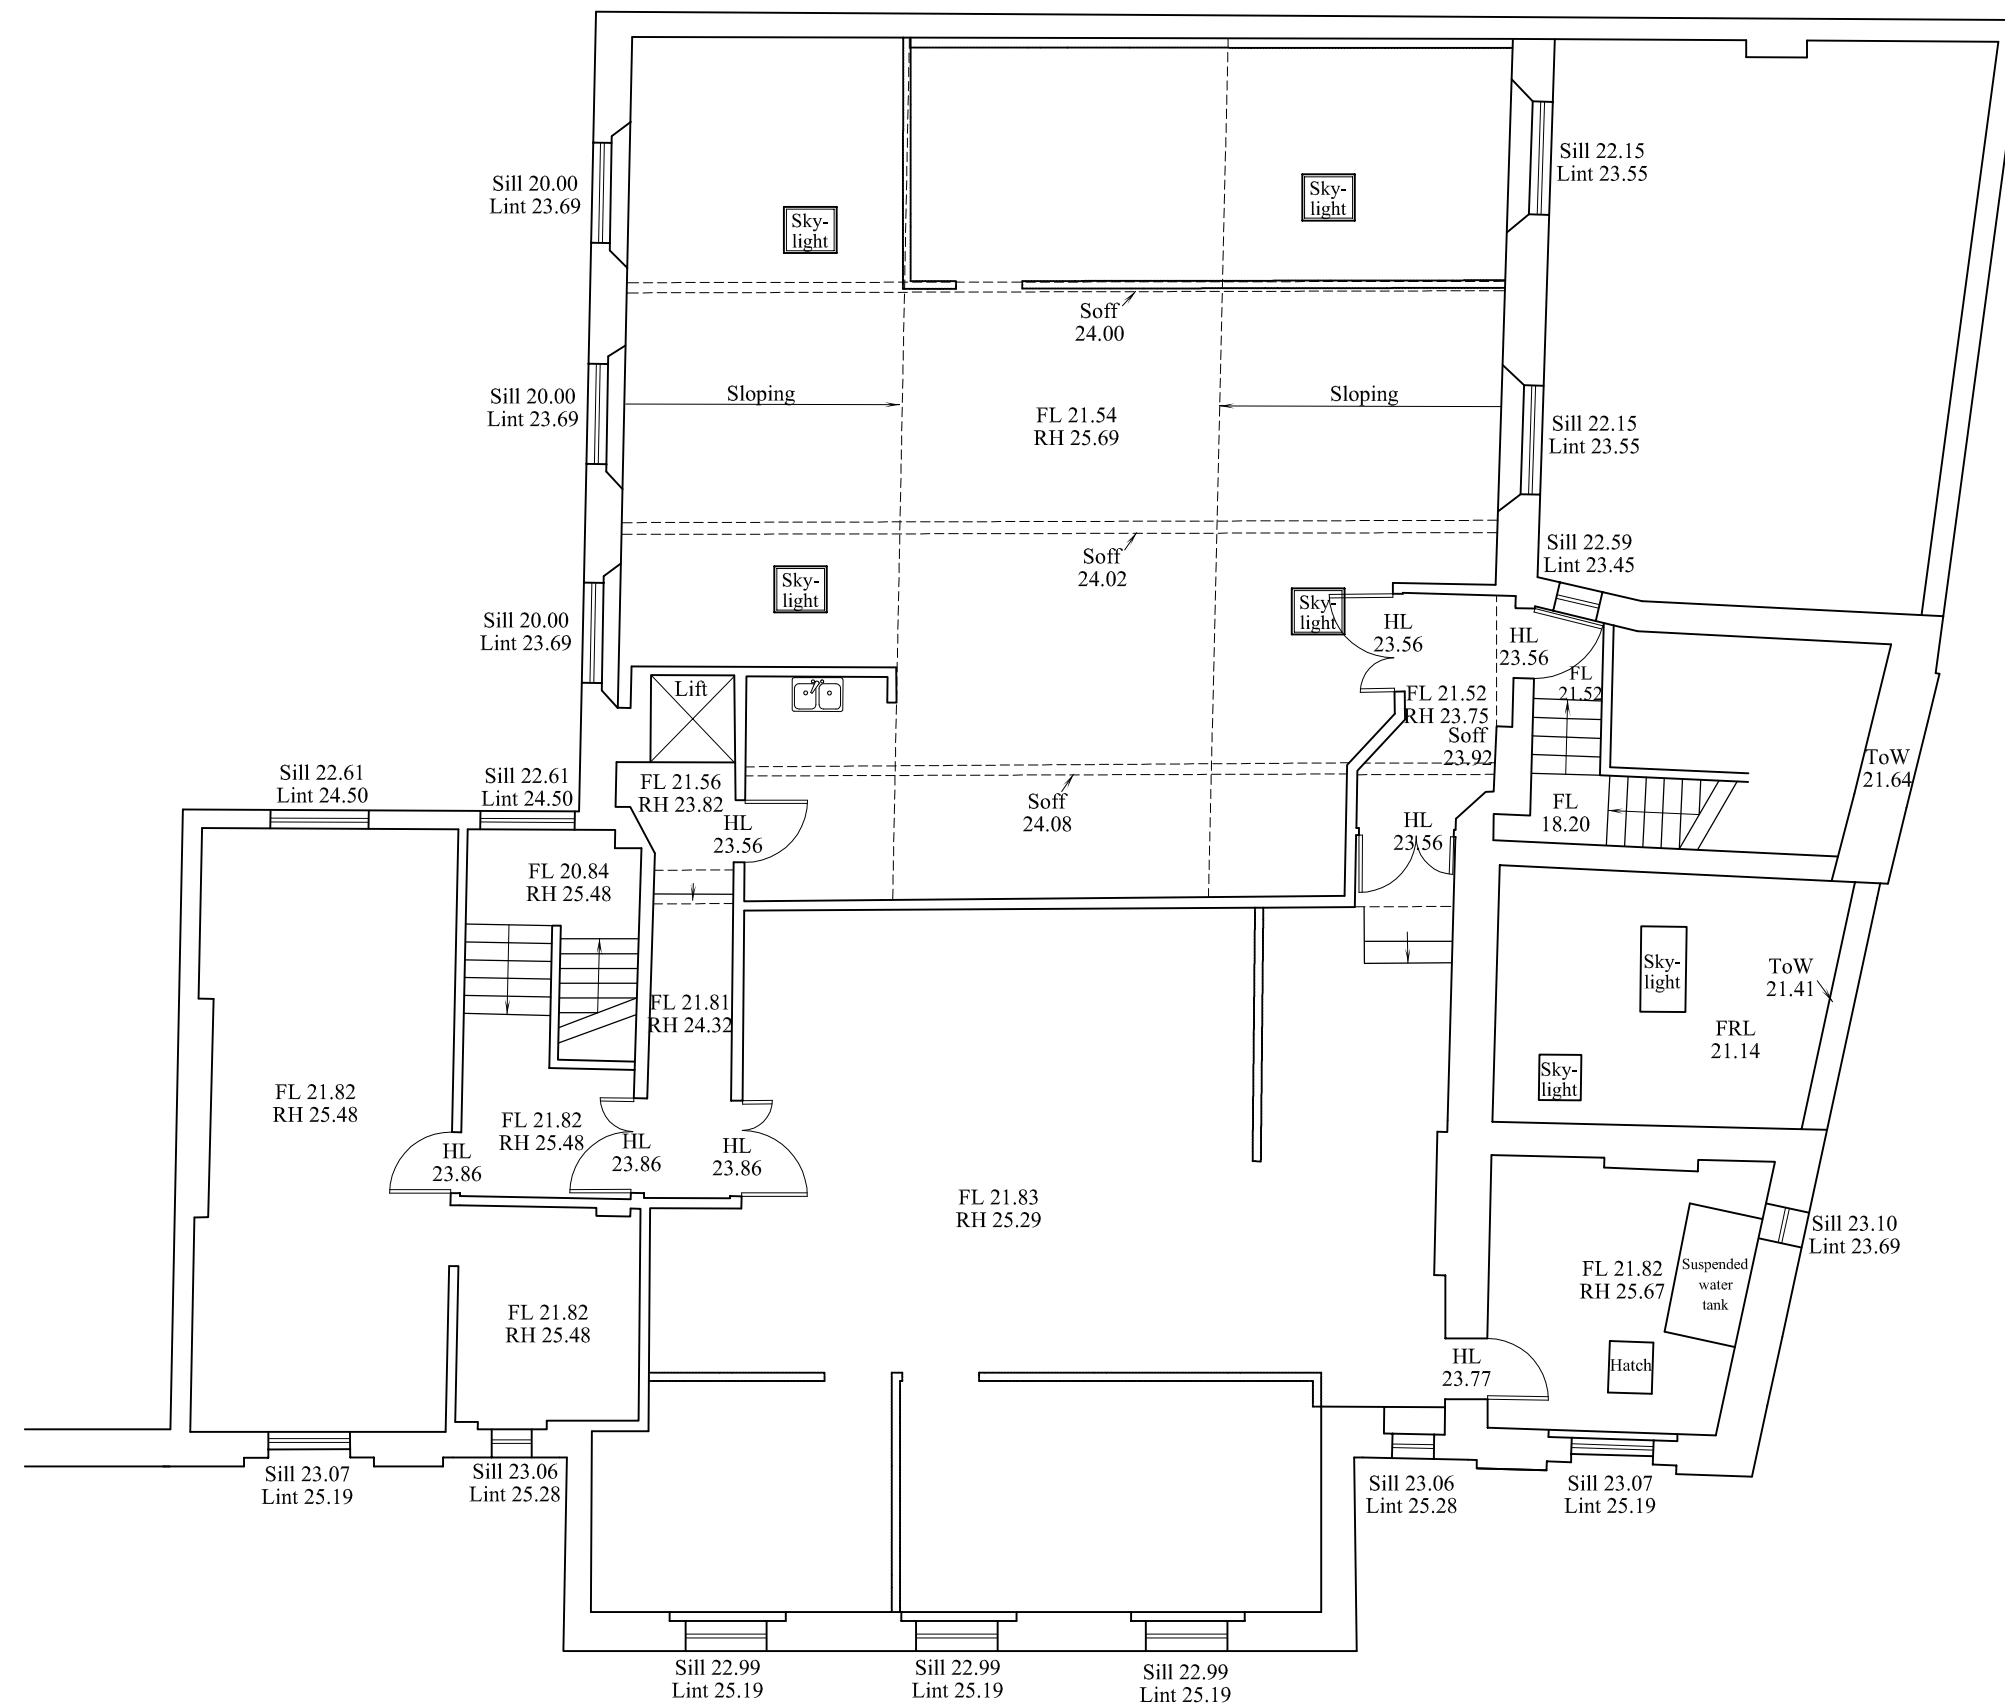 Sill 22.15
Lint 23.55
Sill 20.00
Lint 23.69
Sky-
light
Sky-
light
Soff
24.00
Sloping
Sloping
Sill 20.00
Lint 23.69
FL 21.54
RH 25.69
Sill 22.15
Lint 23.55
Soff
24.02
Sill 22.59
Lint 23.45
Sky-
light
Sky-
light
Sill 20.00
Lint 23.69
HL
23.56
HL
23.56
FL
21.52
Lift
FL 21.52
RH 23.75
Soff
23.92
ToW
21.64
Sill 22.61
Lint 24.50
Sill 22.61
Lint 24.50
FL 21.56
RH 23.82
HL
23.56
Soff
24.08
HL
23.56
FL
18.20
FL 20.84
RH 25.48
Sky-
light
ToW
21.41
FL 21.81
RH 24.32
FRL
21.14
Sky-
light
FL 21.82
RH 25.48
FL 21.82
RH 25.48
HL
23.86
HL
23.86
HL
23.86
FL 21.83
RH 25.29
Sill 23.10
Lint 23.69
FL 21.82
RH 25.67
Suspended
water
tank
FL 21.82
RH 25.48
HL
23.77
Hatch
Sill 23.07
Lint 25.19
Sill 23.06
Lint 25.28
Sill 23.06
Lint 25.28
Sill 23.07
Lint 25.19
Sill 22.99
Lint 25.19
Sill 22.99
Lint 25.19
Sill 22.99
Lint 25.19